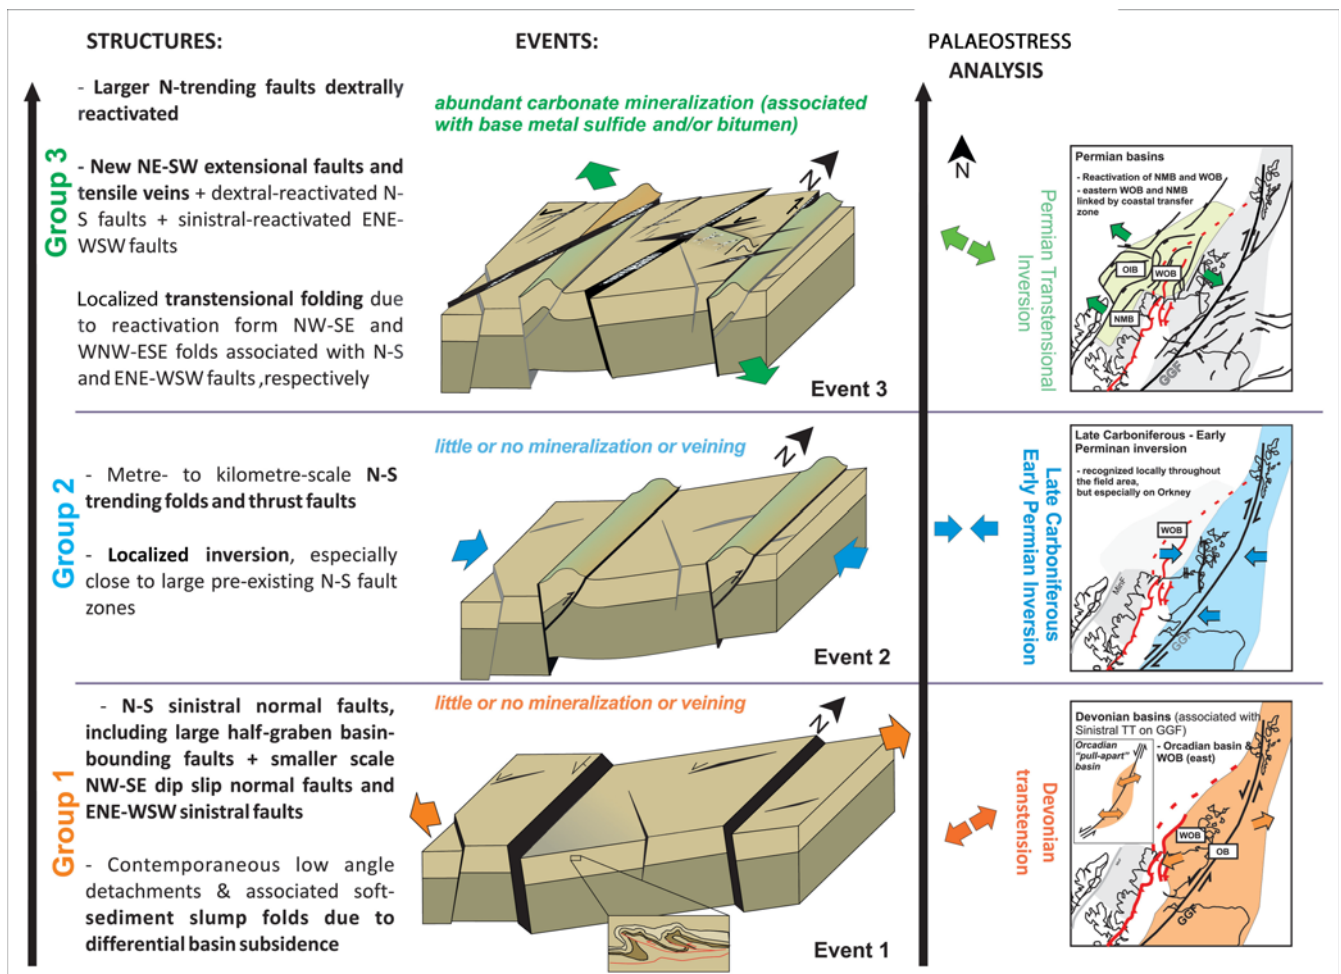 STRUCTURES:
EVENTS:
PALAEOSTRESS
ANALYSIS
Group 3
- Larger N-trending faults dextrally
reactivated
- New NE-SW extensional faults and
tensile veins + dextral-reactivated N-
S faults + sinistral-reactivated ENE-
WSW faults
Localized transtensional folding due
to reactivation form NW-SE and
WNW-ESE folds associated with N-S
and ENE-WSW faults ,respectively
abundant carbonate mineralization (associated
with base metal sulfide and/or bitumen)
N
Event 3
N
Permian Transtensional
Inversion
Permian basins
- Reactivation of NMB and WOB
- eastern WOB and NMB
linked by coastal transfer
zone
OIB
WOB
NMB
GGF
Group 2
- Metre- to kilometre-scale N-S
trending folds and thrust faults
- Localized inversion, especially
close to large pre-existing N-S fault
zones
little or no mineralization or veining
N
Event 2
Late Carboniferous
Early Permian Inversion
Late Carboniferous - Early
Perminan inversion
- recognized locally throughout
the field area,
but especially on Orkney
WOB
MinF
GGF
Group 1
- N-S sinistral normal faults,
including large half-graben basin-
bounding faults + smaller scale
NW-SE dip slip normal faults and
ENE-WSW sinistral faults
- Contemporaneous low angle
detachments & associated soft-
sediment slump folds due to
differential basin subsidence
little or no mineralization or veining
N
Event 1
Devonian
transtension
Devonian basins (associated with
Sinistral TT on GGF)
Orcadian
"pull-apart"
basin
- Orcadian basin &
WOB (east)
WOB
OB
GGF